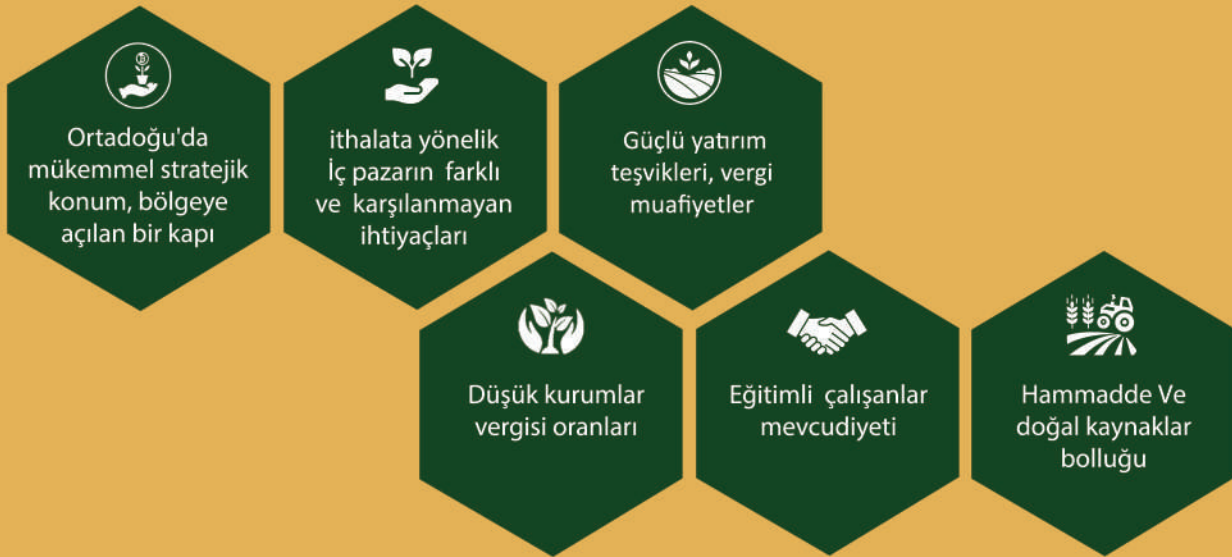 Ortadoğu'da
mükemmel stratejik
konum, bölgeye
açılan bir kapı
ithalata yönelik
İç pazarın farklı
ve karşılanmayan
ihtiyaçları
Güçlü yatırım
teşvikleri, vergi
muafiyetler
Düşük kurumlar
vergisi oranları
Eğitimli çalışanlar
mevcudiyeti
Hammadde Ve
doğal kaynaklar
bolluğu